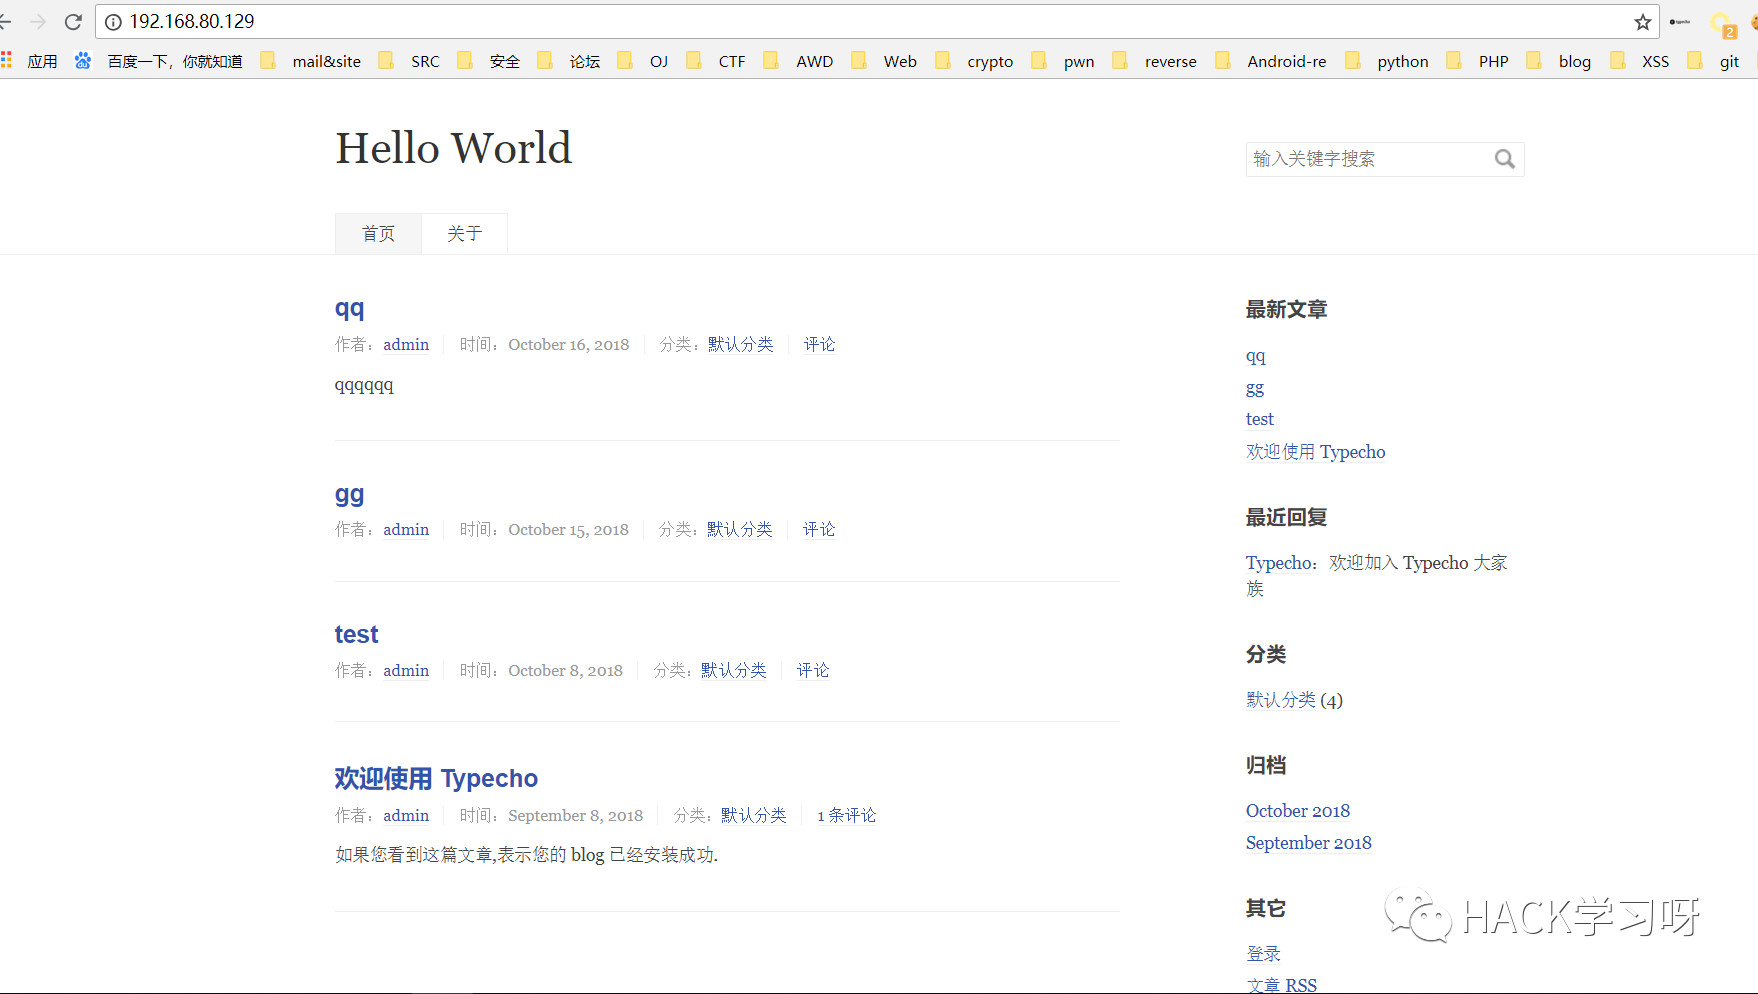 192.168.80.129
应用 百度一下，你就知道 mail&site SRC 安全 论坛 OJ CTF AWD Web crypto pwn reverse Android-re python PHP blog XSS git
Hello World
输入关键字搜索
首页 关于
qq
作者：admin 时间：October 16, 2018 分类：默认分类 评论
qqqqqq
gg
作者：admin 时间：October 15, 2018 分类：默认分类 评论
test
作者：admin 时间：October 8, 2018 分类：默认分类 评论
欢迎使用 Typecho
作者：admin 时间：September 8, 2018 分类：默认分类 1 条评论
如果您看到这篇文章,表示您的 blog 已经安装成功.
最新文章
qq
gg
test
欢迎使用 Typecho
最近回复
Typecho：欢迎加入 Typecho 大家
族
分类
默认分类 (4)
归档
October 2018
September 2018
其它
登录
文章 RSS
HACK学习呀
2